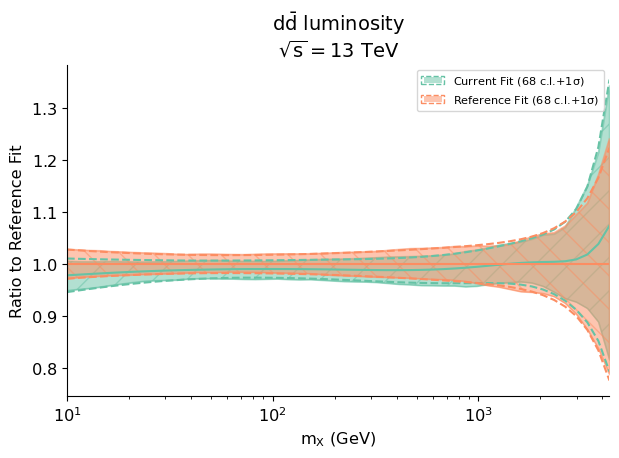 dd̄ luminosity
√s = 13 TeV
Current Fit (68 c.l.+1σ)
Reference Fit (68 c.l.+1σ)
Ratio to Reference Fit
1.3
1.2
1.1
1.0
0.9
0.8
10¹ 10² 10³
m_X (GeV)